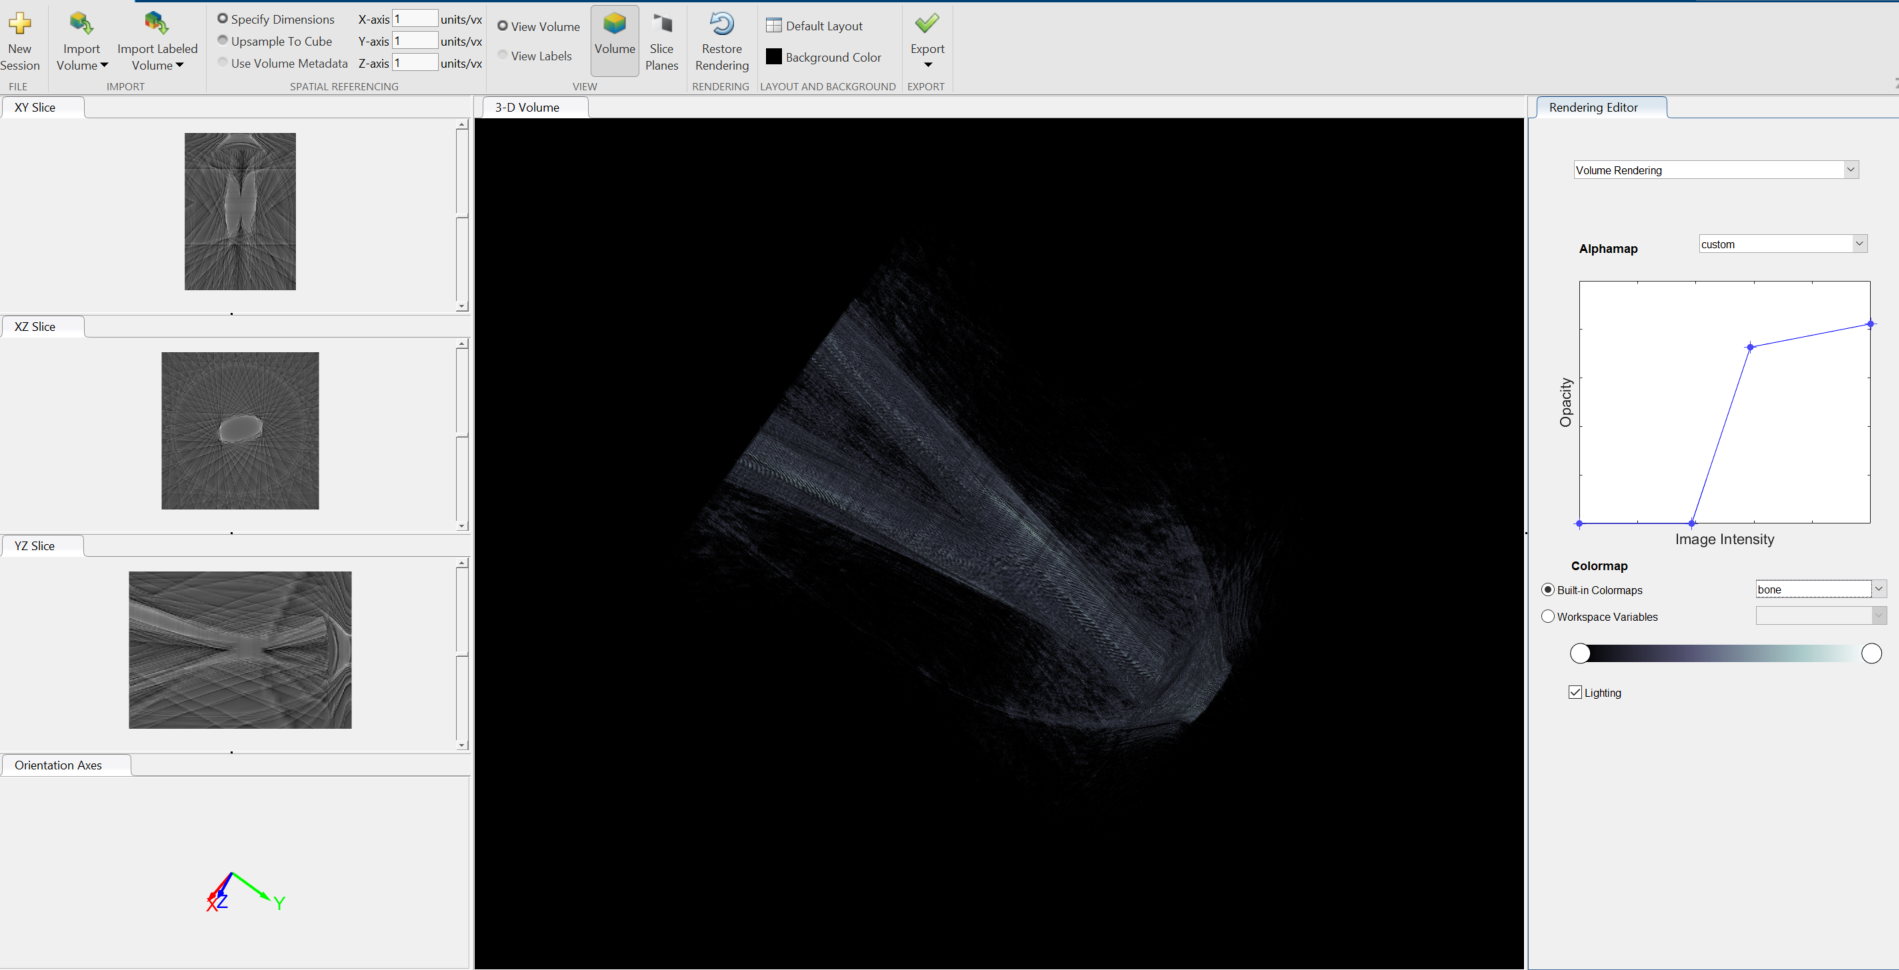 New
Session
Import
Volume
Import Labeled
Volume
FILE
IMPORT
Specify Dimensions
Upsample To Cube
Use Volume Metadata
X-axis 1 units/vx
Y-axis 1 units/vx
Z-axis 1 units/vx
SPATIAL REFERENCING
View Volume
View Labels
Volume
Slice
Planes
VIEW
Restore
Rendering
RENDERING
Default Layout
Background Color
LAYOUT AND BACKGROUND
Export
EXPORT
XY Slice
XZ Slice
YZ Slice
Orientation Axes
X
Z
Y
3-D Volume
Rendering Editor
Volume Rendering
Alphamap custom
Opacity
Image Intensity
Colormap
Built-in Colormaps bone
Workspace Variables
Lighting